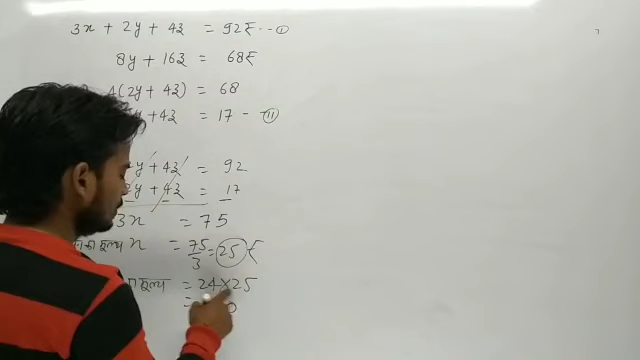 3x + 2y + 4z = 92₹ -- ①
8y + 16z = 68₹
4(2y + 4z) = 68
y + 4z = 17 - ②
y + 4z = 92
2y + 4z = 17
3x = 75
मूल्य x = 75/3 = 25 ₹
मूल्य = 24×25
=